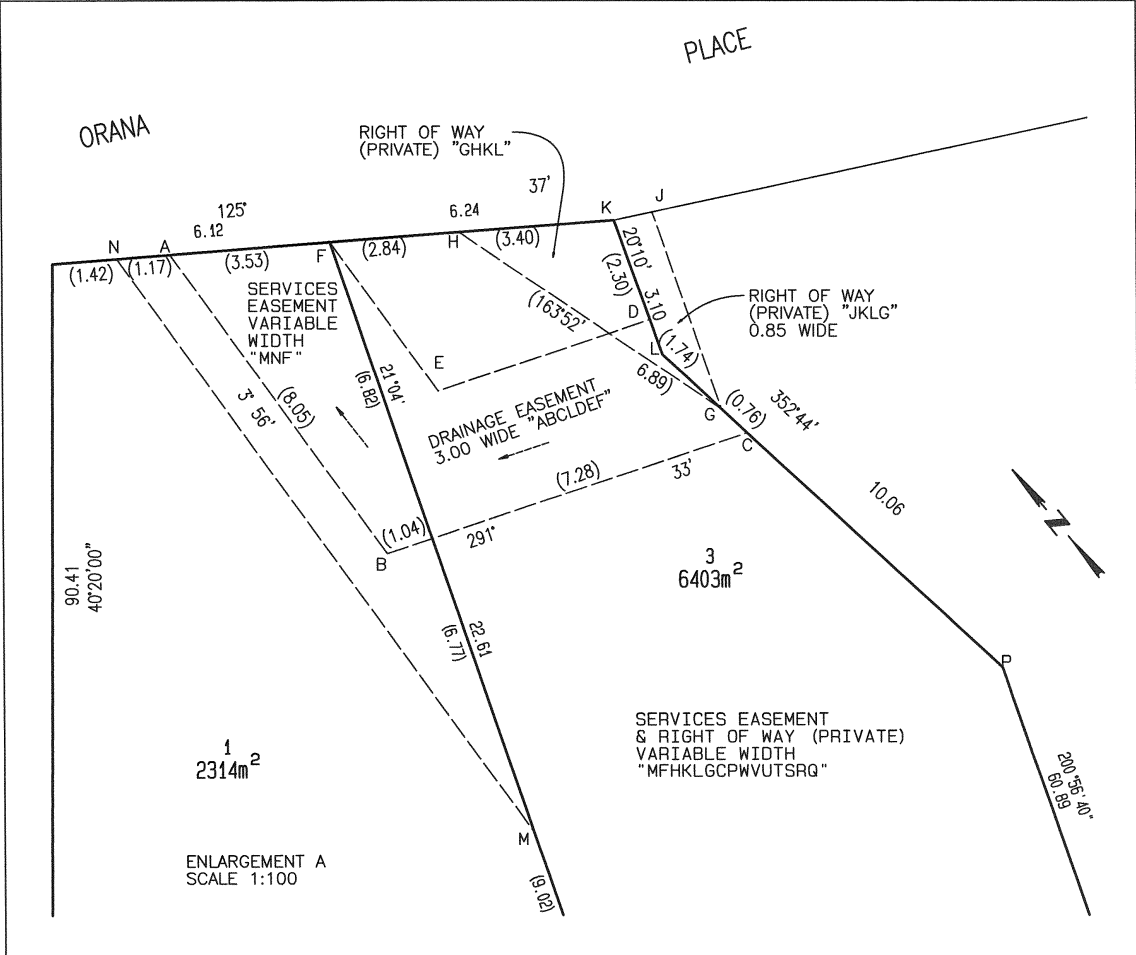 PLACE
ORANA
RIGHT OF WAY
(PRIVATE) "GHKL"
37'
125°
6.12
6.24
K
J
N
A
F
H
(1.42)
(1.17)
(3.53)
(2.84)
(3.40)
20°10'
(2.30)
3.10
D
SERVICES
EASEMENT
VARIABLE
WIDTH
"MNF"
(163°52'
RIGHT OF WAY
(PRIVATE) "JKLG"
0.85 WIDE
L
(1.74)
6.89)
E
21°04'
(6.82)
G
(0.76)
352°44'
C
3° 56'
(8.05)
DRAINAGE EASEMENT
3.00 WIDE "ABCLDEF"
(7.28)
33'
(1.04)
291°
B
10.06
N
3
6403m²
90.41
40°20'00"
22.61
(6.77)
P
SERVICES EASEMENT
& RIGHT OF WAY (PRIVATE)
VARIABLE WIDTH
"MFHKLGCPWVUTSRQ"
1
2314m²
200°56'40"
60.89
M
ENLARGEMENT A
SCALE 1:100
(9.02)